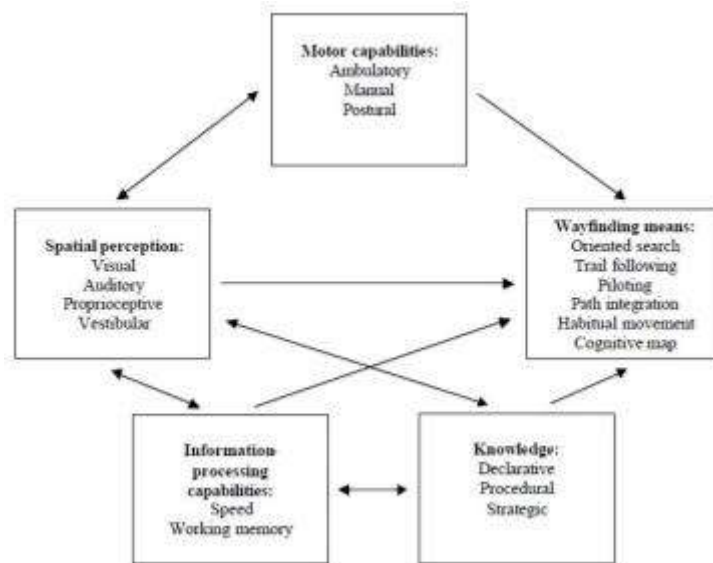 Motor capabilities:
Ambulatory
Manual
Postural
Spatial perception:
Visual
Auditory
Proprioceptive
Vestibular
Wayfinding means:
Oriented search
Trail following
Piloting
Path integration
Habitual movement
Cognitive map
Information
processing
capabilities:
Speed
Working memory
Knowledge:
Declarative
Procedural
Strategic